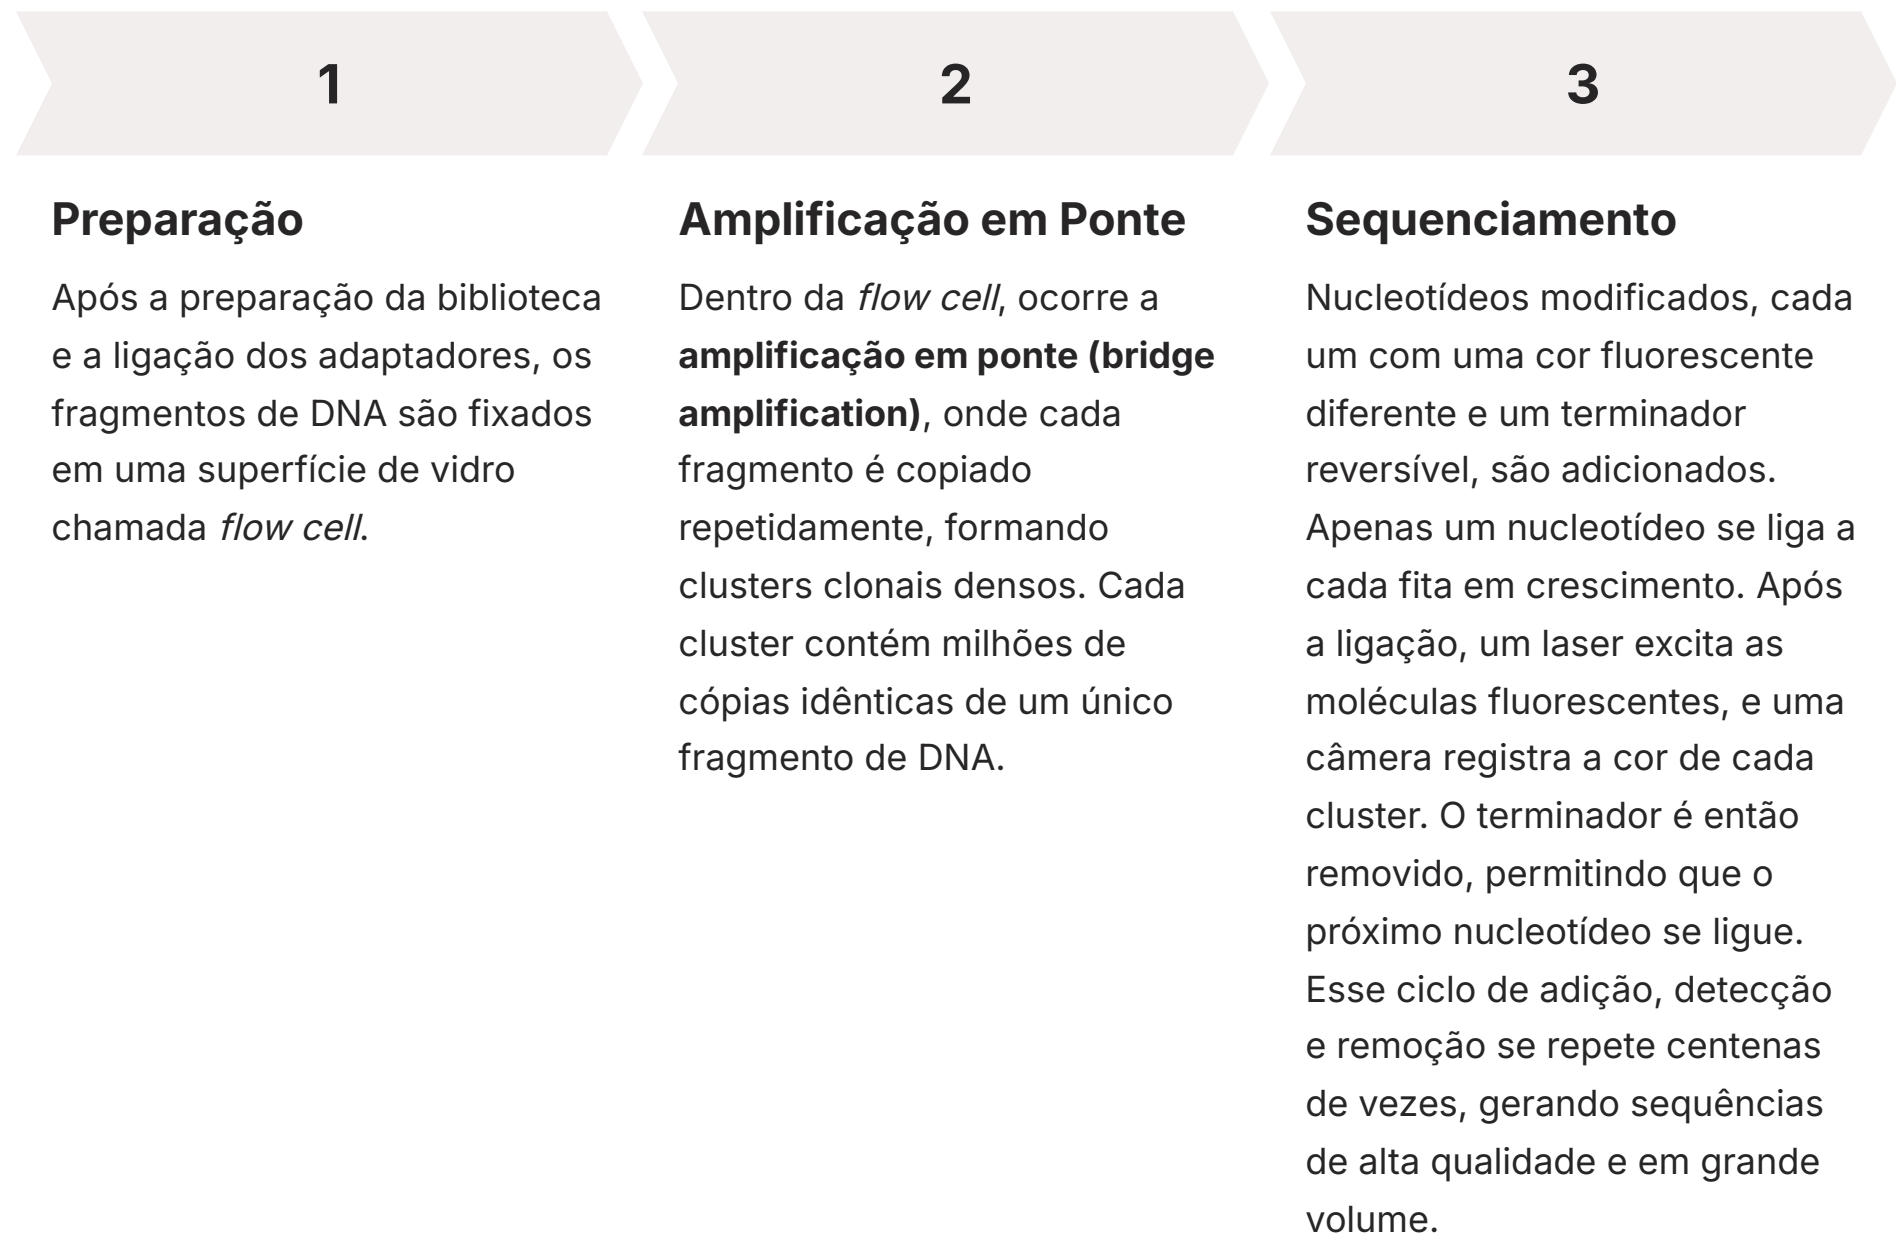 1
Preparação
Após a preparação da biblioteca
e a ligação dos adaptadores, os
fragmentos de DNA são fixados
em uma superfície de vidro
chamada flow cell.
2
Amplificação em Ponte
Dentro da flow cell, ocorre a
amplificação em ponte (bridge
amplification), onde cada
fragmento é copiado
repetidamente, formando
clusters clonais densos. Cada
cluster contém milhões de
cópias idênticas de um único
fragmento de DNA.
3
Sequenciamento
Nucleotídeos modificados, cada
um com uma cor fluorescente
diferente e um terminador
reversível, são adicionados.
Apenas um nucleotídeo se liga a
cada fita em crescimento. Após
a ligação, um laser excita as
moléculas fluorescentes, e uma
câmera registra a cor de cada
cluster. O terminador é então
removido, permitindo que o
próximo nucleotídeo se ligue.
Esse ciclo de adição, detecção
e remoção se repete centenas
de vezes, gerando sequências
de alta qualidade e em grande
volume.